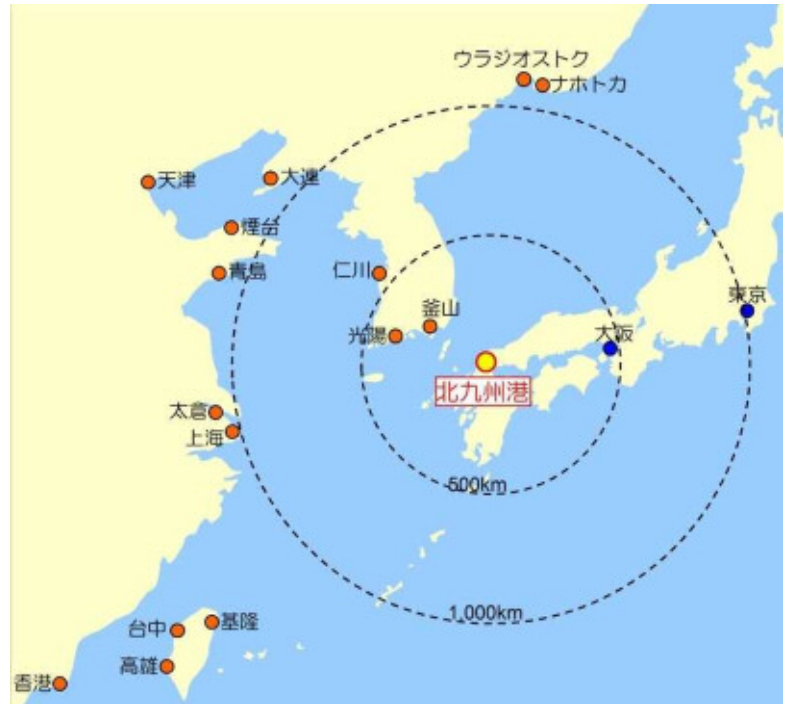 ウラジオストク
ナホトカ
天津
大連
煙台
青島
仁川
釜山
光陽
東京
大阪
北九州港
太倉
上海
500km
1,000km
台中
基隆
高雄
香港